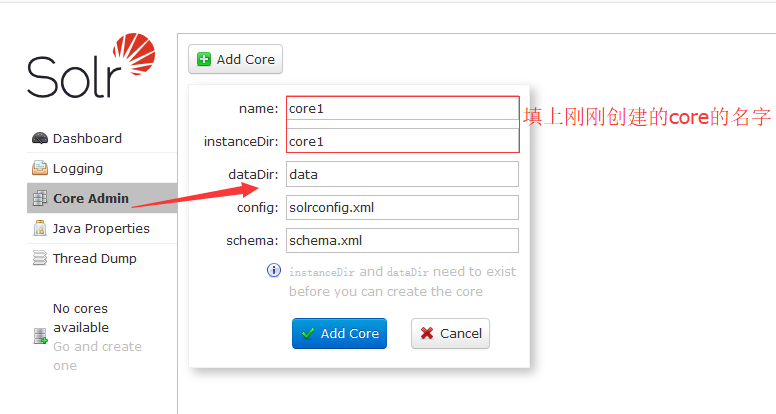 Solr
Add Core
name: core1
填上刚刚创建的core的名字
instanceDir: core1
Dashboard
Logging
Core Admin
Java Properties
Thread Dump
dataDir: data
config: solrconfig.xml
schema: schema.xml
instanceDir and dataDir need to exist
before you can create the core
Add Core
Cancel
No cores
available
Go and create
one